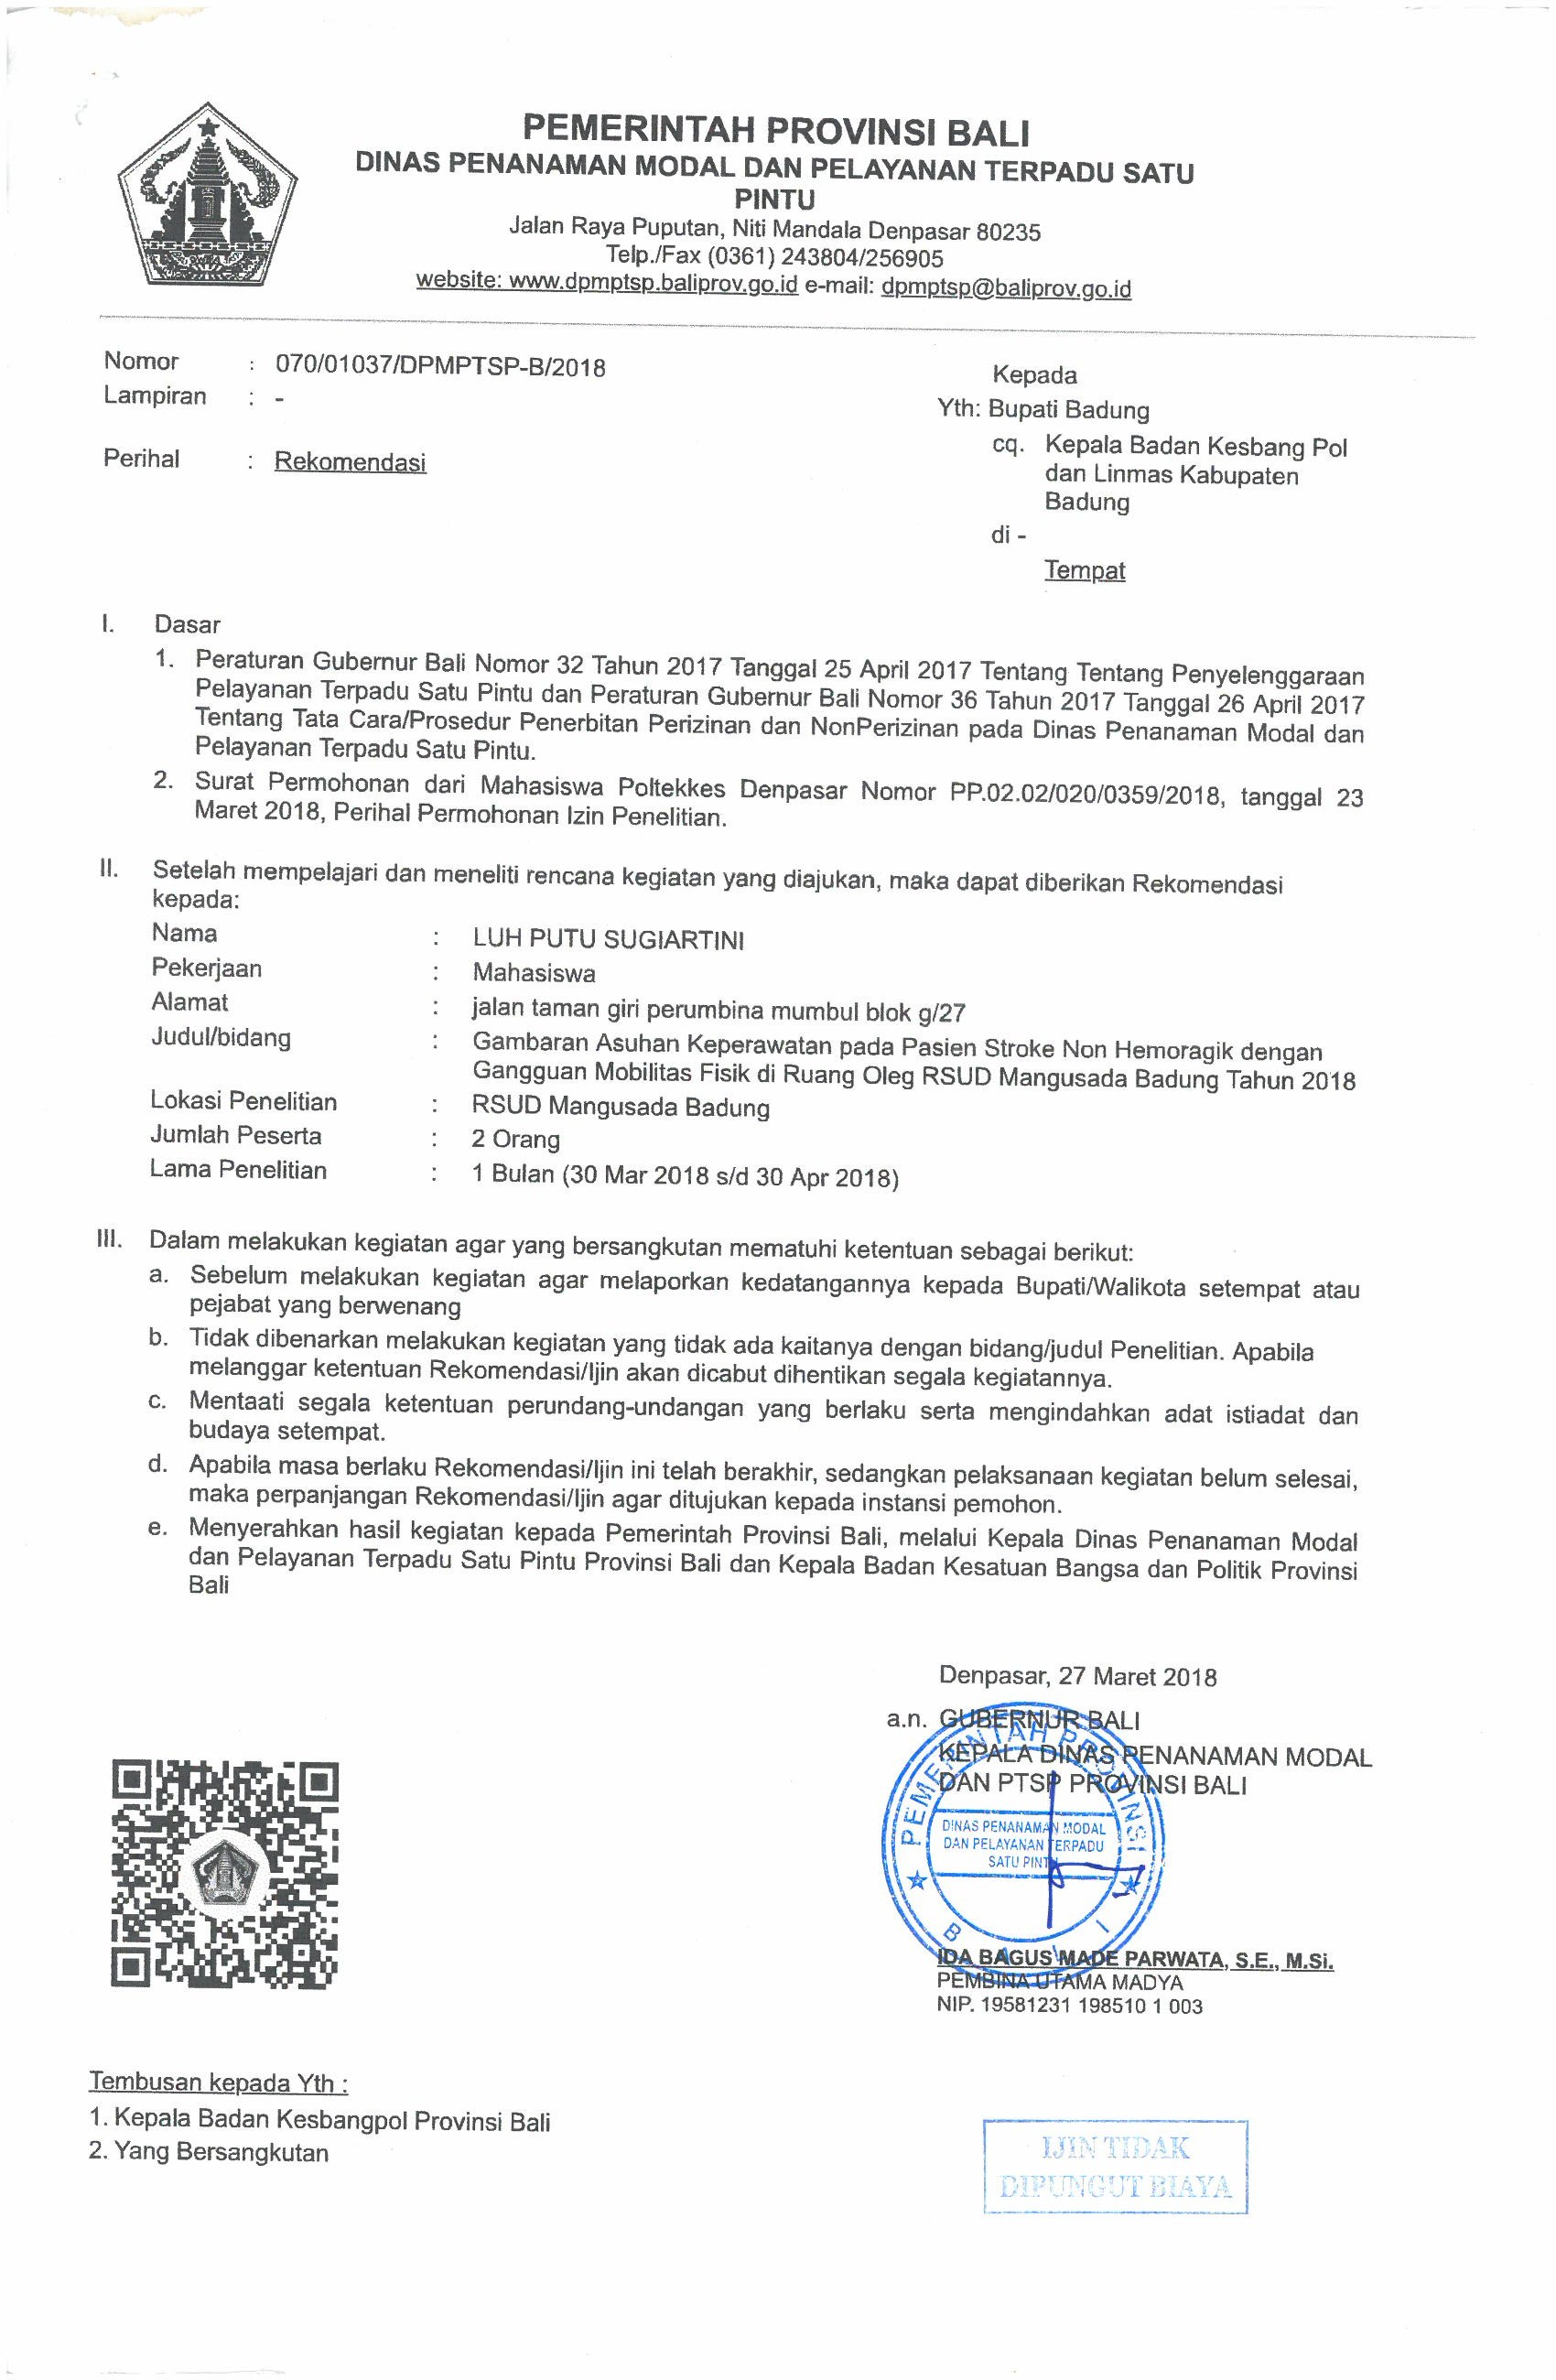 PEMERINTAH PROVINSI BALI
DINAS PENANAMAN MODAL DAN PELAYANAN TERPADU SATU
PINTU
Jalan Raya Puputan, Niti Mandala Denpasar 80235
Telp./Fax (0361) 243804/256905
website: www.dpmptsp.baliprov.go.id e-mail: dpmptsp@baliprov.go.id
Nomor : 070/01037/DPMPTSP-B/2018
Lampiran : -
Perihal : Rekomendasi
Kepada
Yth: Bupati Badung
cq. Kepala Badan Kesbang Pol
dan Linmas Kabupaten
Badung
di -
Tempat
I. Dasar
1. Peraturan Gubernur Bali Nomor 32 Tahun 2017 Tanggal 25 April 2017 Tentang Tentang Penyelenggaraan
Pelayanan Terpadu Satu Pintu dan Peraturan Gubernur Bali Nomor 36 Tahun 2017 Tanggal 26 April 2017
Tentang Tata Cara/Prosedur Penerbitan Perizinan dan NonPerizinan pada Dinas Penanaman Modal dan
Pelayanan Terpadu Satu Pintu.
2. Surat Permohonan dari Mahasiswa Poltekkes Denpasar Nomor PP.02.02/020/0359/2018, tanggal 23
Maret 2018, Perihal Permohonan Izin Penelitian.
II. Setelah mempelajari dan meneliti rencana kegiatan yang diajukan, maka dapat diberikan Rekomendasi
kepada:
Nama : LUH PUTU SUGIARTINI
Pekerjaan : Mahasiswa
Alamat : jalan taman giri perumbina mumbul blok g/27
Judul/bidang : Gambaran Asuhan Keperawatan pada Pasien Stroke Non Hemoragik dengan
Gangguan Mobilitas Fisik di Ruang Oleg RSUD Mangusada Badung Tahun 2018
Lokasi Penelitian : RSUD Mangusada Badung
Jumlah Peserta : 2 Orang
Lama Penelitian : 1 Bulan (30 Mar 2018 s/d 30 Apr 2018)
III. Dalam melakukan kegiatan agar yang bersangkutan mematuhi ketentuan sebagai berikut:
a. Sebelum melakukan kegiatan agar melaporkan kedatangannya kepada Bupati/Walikota setempat atau
pejabat yang berwenang
b. Tidak dibenarkan melakukan kegiatan yang tidak ada kaitanya dengan bidang/judul Penelitian. Apabila
melanggar ketentuan Rekomendasi/Ijin akan dicabut dihentikan segala kegiatannya.
c. Mentaati segala ketentuan perundang-undangan yang berlaku serta mengindahkan adat istiadat dan
budaya setempat.
d. Apabila masa berlaku Rekomendasi/Ijin ini telah berakhir, sedangkan pelaksanaan kegiatan belum selesai,
maka perpanjangan Rekomendasi/Ijin agar ditujukan kepada instansi pemohon.
e. Menyerahkan hasil kegiatan kepada Pemerintah Provinsi Bali, melalui Kepala Dinas Penanaman Modal
dan Pelayanan Terpadu Satu Pintu Provinsi Bali dan Kepala Badan Kesatuan Bangsa dan Politik Provinsi
Bali
Denpasar, 27 Maret 2018
a.n. GUBERNUR BALI
KEPALA DINAS PENANAMAN MODAL
DAN PTSP PROVINSI BALI
PEMERINTAH PROVINSI
DINAS PENANAMAN MODAL
DAN PELAYANAN TERPADU
SATU PINTU
BALI
IDA BAGUS MADE PARWATA, S.E., M.Si.
PEMBINA UTAMA MADYA
NIP. 19581231 198510 1 003
Tembusan kepada Yth :
1. Kepala Badan Kesbangpol Provinsi Bali
2. Yang Bersangkutan
IJIN TIDAK
DIPUNGUT BIAYA